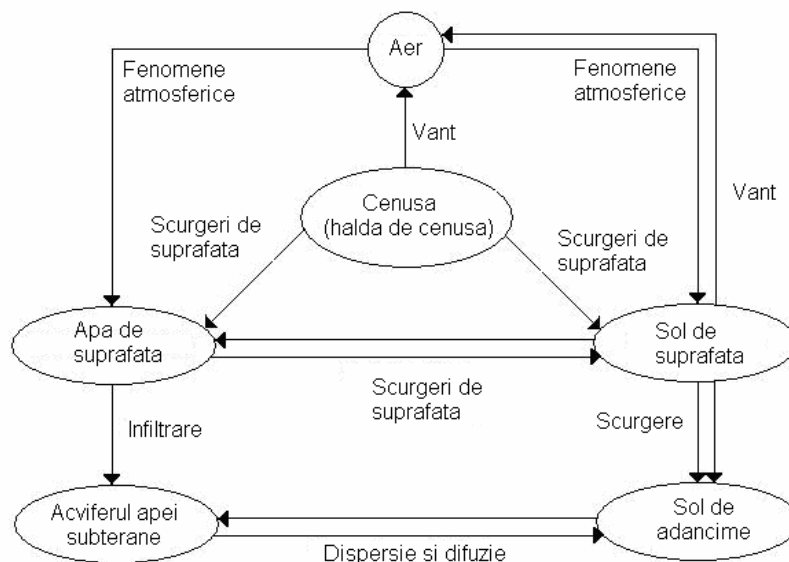 Aer
Fenomene
atmosferice
Fenomene
atmosferice
Vant
Vant
Cenusa
(halda de cenusa)
Scurgeri de
suprafata
Scurgeri de
suprafata
Apa de
suprafata
Sol de
suprafata
Scurgeri de
suprafata
Infiltrare
Scurgere
Acviferul apei
subterane
Sol de
adancime
Dispersie si difuzie